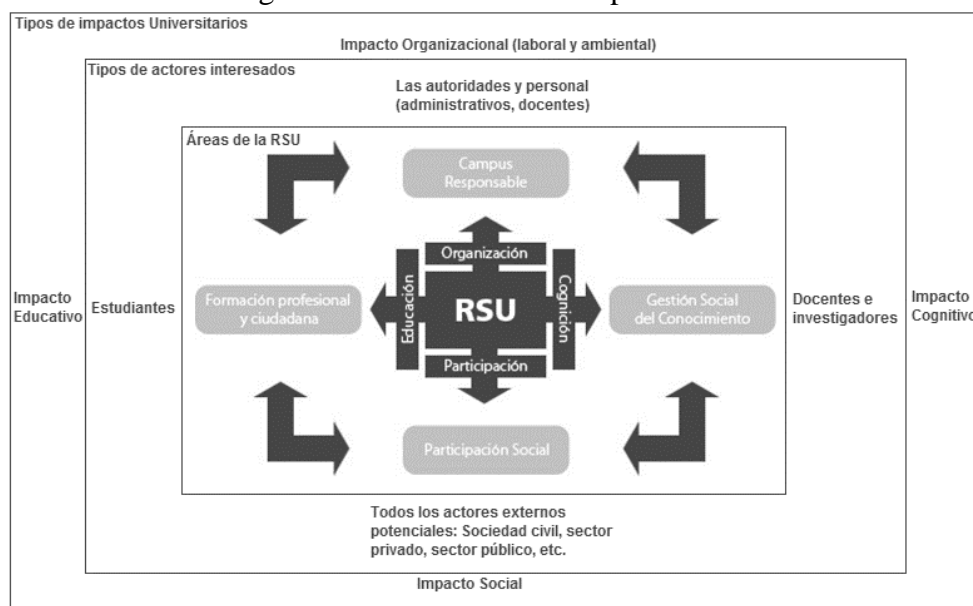 Tipos de impactos Universitarios
Impacto Organizacional (laboral y ambiental)
Tipos de actores interesados
Las autoridades y personal
(administrativos, docentes)
Áreas de la RSU
Campus
Responsable
Organización
Impacto
Educativo
Estudiantes
Formación profesional
y ciudadana
Educación
RSU
Cognición
Gestión Social
del Conocimiento
Docentes e
investigadores
Impacto
Cognitivo
Participación
Participación Social
Todos los actores externos
potenciales: Sociedad civil, sector
privado, sector público, etc.
Impacto Social